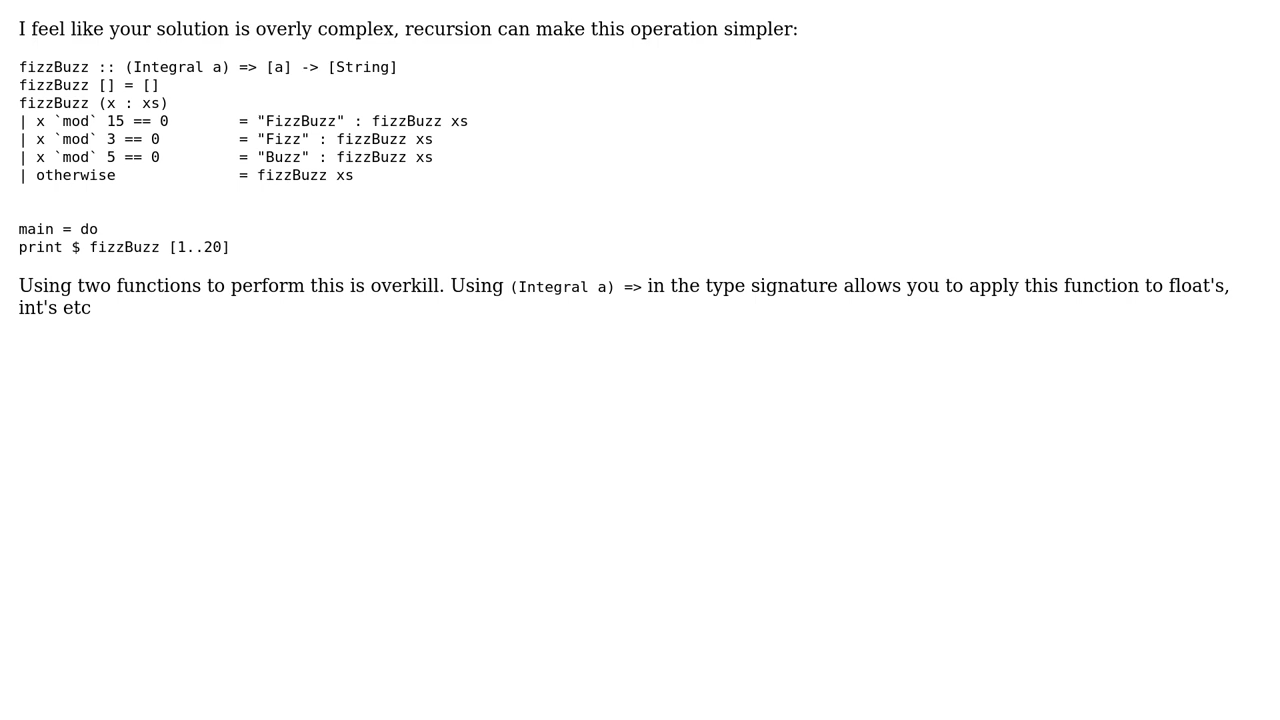 I feel like your solution is overly complex, recursion can make this operation simpler:
fizzBuzz :: (Integral a) => [a] -> [String]
fizzBuzz [] = []
fizzBuzz (x : xs)
| x `mod` 15 == 0        = "FizzBuzz" : fizzBuzz xs
| x `mod` 3 == 0         = "Fizz" : fizzBuzz xs
| x `mod` 5 == 0         = "Buzz" : fizzBuzz xs
| otherwise              = fizzBuzz xs
main = do
print $ fizzBuzz [1..20]
Using two functions to perform this is overkill. Using (Integral a) => in the type signature allows you to apply this function to float's,
int's etc